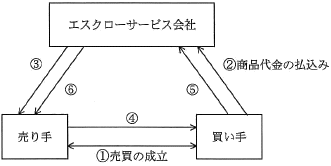 エスクローサービス会社
③
⑥
②商品代金の払込み
⑤
④
売り手
買い手
①売買の成立